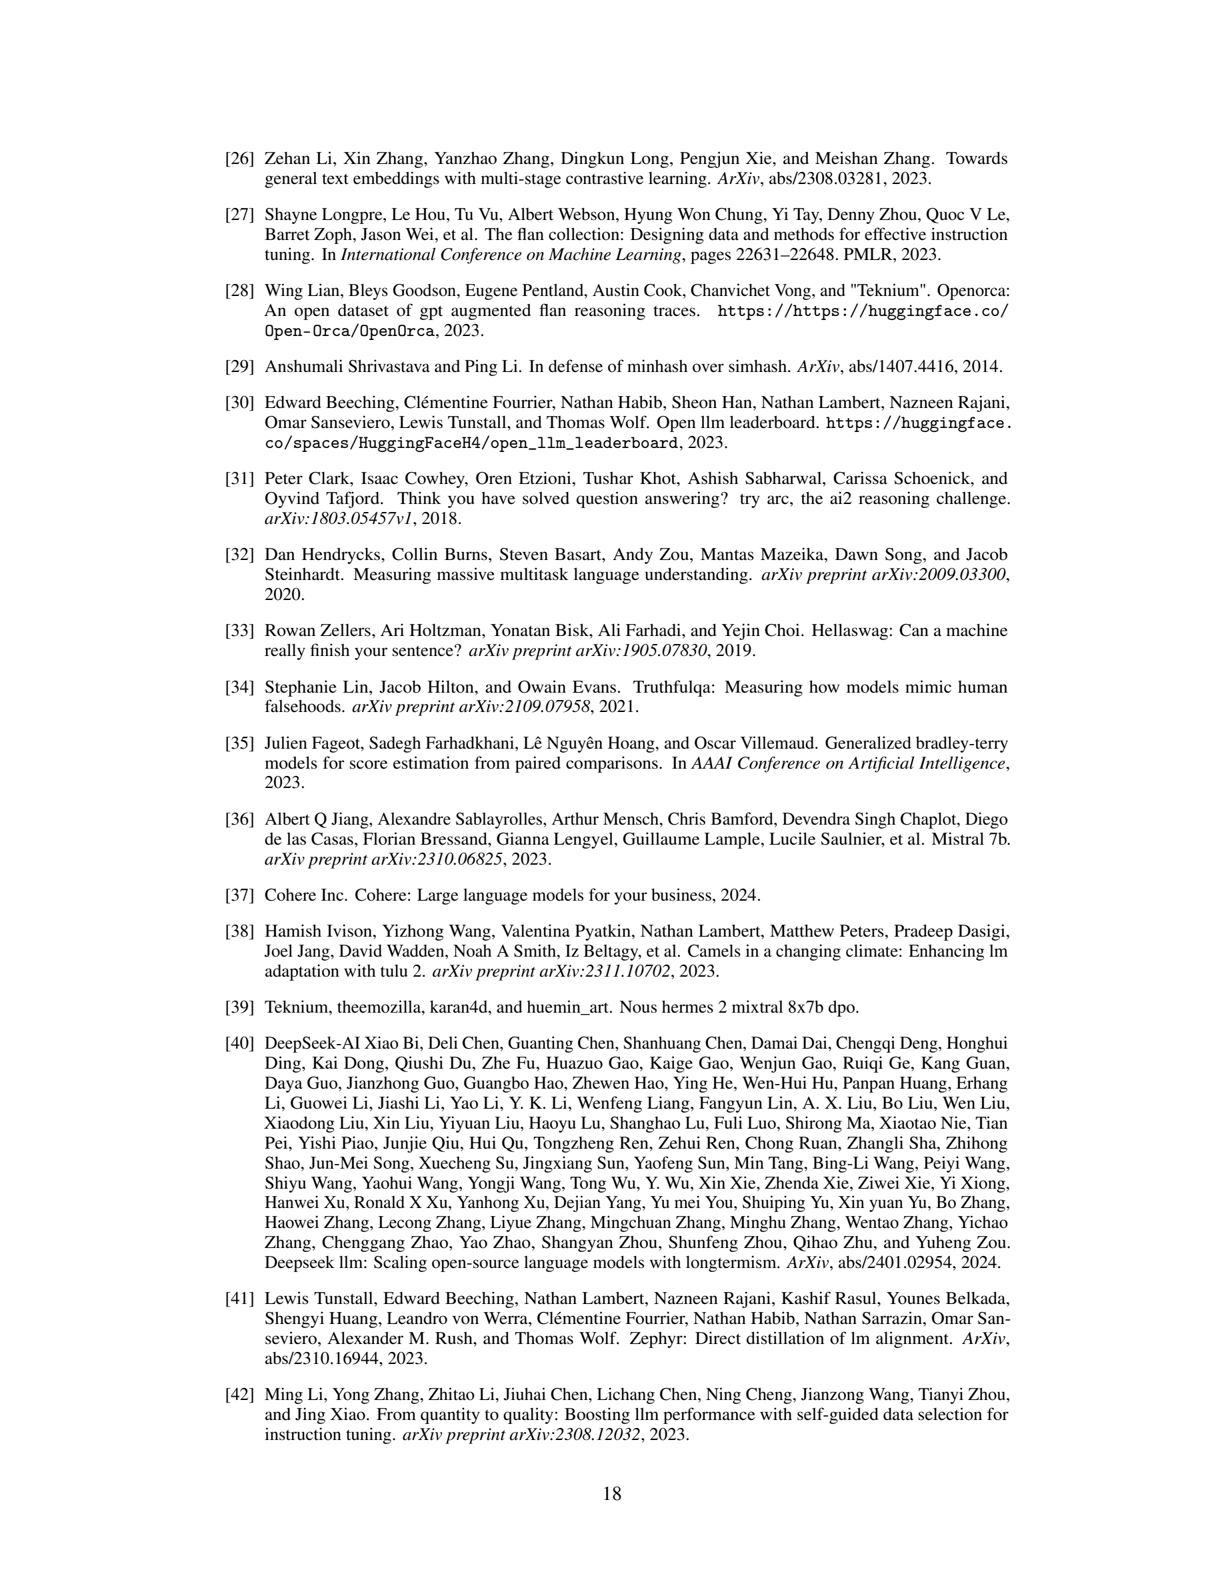 [26] Zehan Li, Xin Zhang, Yanzhao Zhang, Dingkun Long, Pengjun Xie, and Meishan Zhang. Towards
general text embeddings with multi-stage contrastive learning. ArXiv, abs/2308.03281, 2023.
[27] Shayne Longpre, Le Hou, Tu Vu, Albert Webson, Hyung Won Chung, Yi Tay, Denny Zhou, Quoc V Le,
Barret Zoph, Jason Wei, et al. The flan collection: Designing data and methods for effective instruction
tuning. In International Conference on Machine Learning, pages 22631–22648. PMLR, 2023.
[28] Wing Lian, Bleys Goodson, Eugene Pentland, Austin Cook, Chanvichet Vong, and "Teknium". Openorca:
An open dataset of gpt augmented flan reasoning traces. https://https://huggingface.co/
Open-Orca/OpenOrca, 2023.
[29] Anshumali Shrivastava and Ping Li. In defense of minhash over simhash. ArXiv, abs/1407.4416, 2014.
[30] Edward Beeching, Clémentine Fourrier, Nathan Habib, Sheon Han, Nathan Lambert, Nazneen Rajani,
Omar Sanseviero, Lewis Tunstall, and Thomas Wolf. Open llm leaderboard. https://huggingface.
co/spaces/HuggingFaceH4/open_llm_leaderboard, 2023.
[31] Peter Clark, Isaac Cowhey, Oren Etzioni, Tushar Khot, Ashish Sabharwal, Carissa Schoenick, and
Oyvind Tafjord. Think you have solved question answering? try arc, the ai2 reasoning challenge.
arXiv:1803.05457v1, 2018.
[32] Dan Hendrycks, Collin Burns, Steven Basart, Andy Zou, Mantas Mazeika, Dawn Song, and Jacob
Steinhardt. Measuring massive multitask language understanding. arXiv preprint arXiv:2009.03300,
2020.
[33] Rowan Zellers, Ari Holtzman, Yonatan Bisk, Ali Farhadi, and Yejin Choi. Hellaswag: Can a machine
really finish your sentence? arXiv preprint arXiv:1905.07830, 2019.
[34] Stephanie Lin, Jacob Hilton, and Owain Evans. Truthfulqa: Measuring how models mimic human
falsehoods. arXiv preprint arXiv:2109.07958, 2021.
[35] Julien Fageot, Sadegh Farhadkhani, Lê Nguyên Hoang, and Oscar Villemaud. Generalized bradley-terry
models for score estimation from paired comparisons. In AAAI Conference on Artificial Intelligence,
2023.
[36] Albert Q Jiang, Alexandre Sablayrolles, Arthur Mensch, Chris Bamford, Devendra Singh Chaplot, Diego
de las Casas, Florian Bressand, Gianna Lengyel, Guillaume Lample, Lucile Saulnier, et al. Mistral 7b.
arXiv preprint arXiv:2310.06825, 2023.
[37] Cohere Inc. Cohere: Large language models for your business, 2024.
[38] Hamish Ivison, Yizhong Wang, Valentina Pyatkin, Nathan Lambert, Matthew Peters, Pradeep Dasigi,
Joel Jang, David Wadden, Noah A Smith, Iz Beltagy, et al. Camels in a changing climate: Enhancing lm
adaptation with tulu 2. arXiv preprint arXiv:2311.10702, 2023.
[39] Teknium, theemozilla, karan4d, and huemin_art. Nous hermes 2 mixtral 8x7b dpo.
[40] DeepSeek-AI Xiao Bi, Deli Chen, Guanting Chen, Shanhuang Chen, Damai Dai, Chengqi Deng, Honghui
Ding, Kai Dong, Qiushi Du, Zhe Fu, Huazuo Gao, Kaige Gao, Wenjun Gao, Ruiqi Ge, Kang Guan,
Daya Guo, Jianzhong Guo, Guangbo Hao, Zhewen Hao, Ying He, Wen-Hui Hu, Panpan Huang, Erhang
Li, Guowei Li, Jiashi Li, Yao Li, Y. K. Li, Wenfeng Liang, Fangyun Lin, A. X. Liu, Bo Liu, Wen Liu,
Xiaodong Liu, Xin Liu, Yiyuan Liu, Haoyu Lu, Shanghao Lu, Fuli Luo, Shirong Ma, Xiaotao Nie, Tian
Pei, Yishi Piao, Junjie Qiu, Hui Qu, Tongzheng Ren, Zehui Ren, Chong Ruan, Zhangli Sha, Zhihong
Shao, Jun-Mei Song, Xuecheng Su, Jingxiang Sun, Yaofeng Sun, Min Tang, Bing-Li Wang, Peiyi Wang,
Shiyu Wang, Yaohui Wang, Yongji Wang, Tong Wu, Y. Wu, Xin Xie, Zhenda Xie, Ziwei Xie, Yi Xiong,
Hanwei Xu, Ronald X Xu, Yanhong Xu, Dejian Yang, Yu mei You, Shuiping Yu, Xin yuan Yu, Bo Zhang,
Haowei Zhang, Lecong Zhang, Liyue Zhang, Mingchuan Zhang, Minghu Zhang, Wentao Zhang, Yichao
Zhang, Chenggang Zhao, Yao Zhao, Shangyan Zhou, Shunfeng Zhou, Qihao Zhu, and Yuheng Zou.
Deepseek llm: Scaling open-source language models with longtermism. ArXiv, abs/2401.02954, 2024.
[41] Lewis Tunstall, Edward Beeching, Nathan Lambert, Nazneen Rajani, Kashif Rasul, Younes Belkada,
Shengyi Huang, Leandro von Werra, Clémentine Fourrier, Nathan Habib, Nathan Sarrazin, Omar San-
seviero, Alexander M. Rush, and Thomas Wolf. Zephyr: Direct distillation of lm alignment. ArXiv,
abs/2310.16944, 2023.
[42] Ming Li, Yong Zhang, Zhitao Li, Jiuhai Chen, Lichang Chen, Ning Cheng, Jianzong Wang, Tianyi Zhou,
and Jing Xiao. From quantity to quality: Boosting llm performance with self-guided data selection for
instruction tuning. arXiv preprint arXiv:2308.12032, 2023.
18